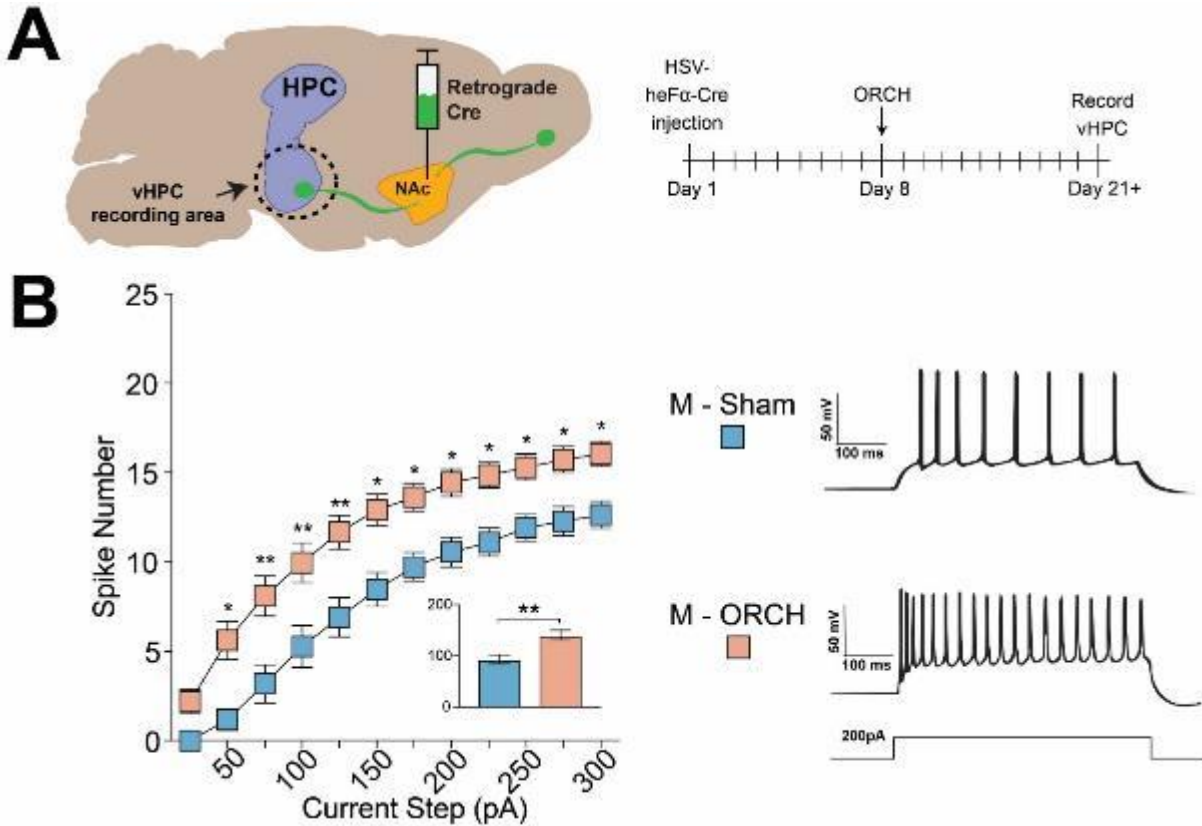 A
HPC
Retrograde
Cre
NAc
vHPC
recording area
HSV-
heFα-Cre
injection
ORCH
Record
vHPC
Day 1
Day 8
Day 21+
B
Spike Number
25
20
15
10
5
0
* ** ** ** * * * * * * *
200
100
0
**
50 100 150 200 250 300
Current Step (pA)
M - Sham
50 mV
100 ms
M - ORCH
50 mV
100 ms
200pA